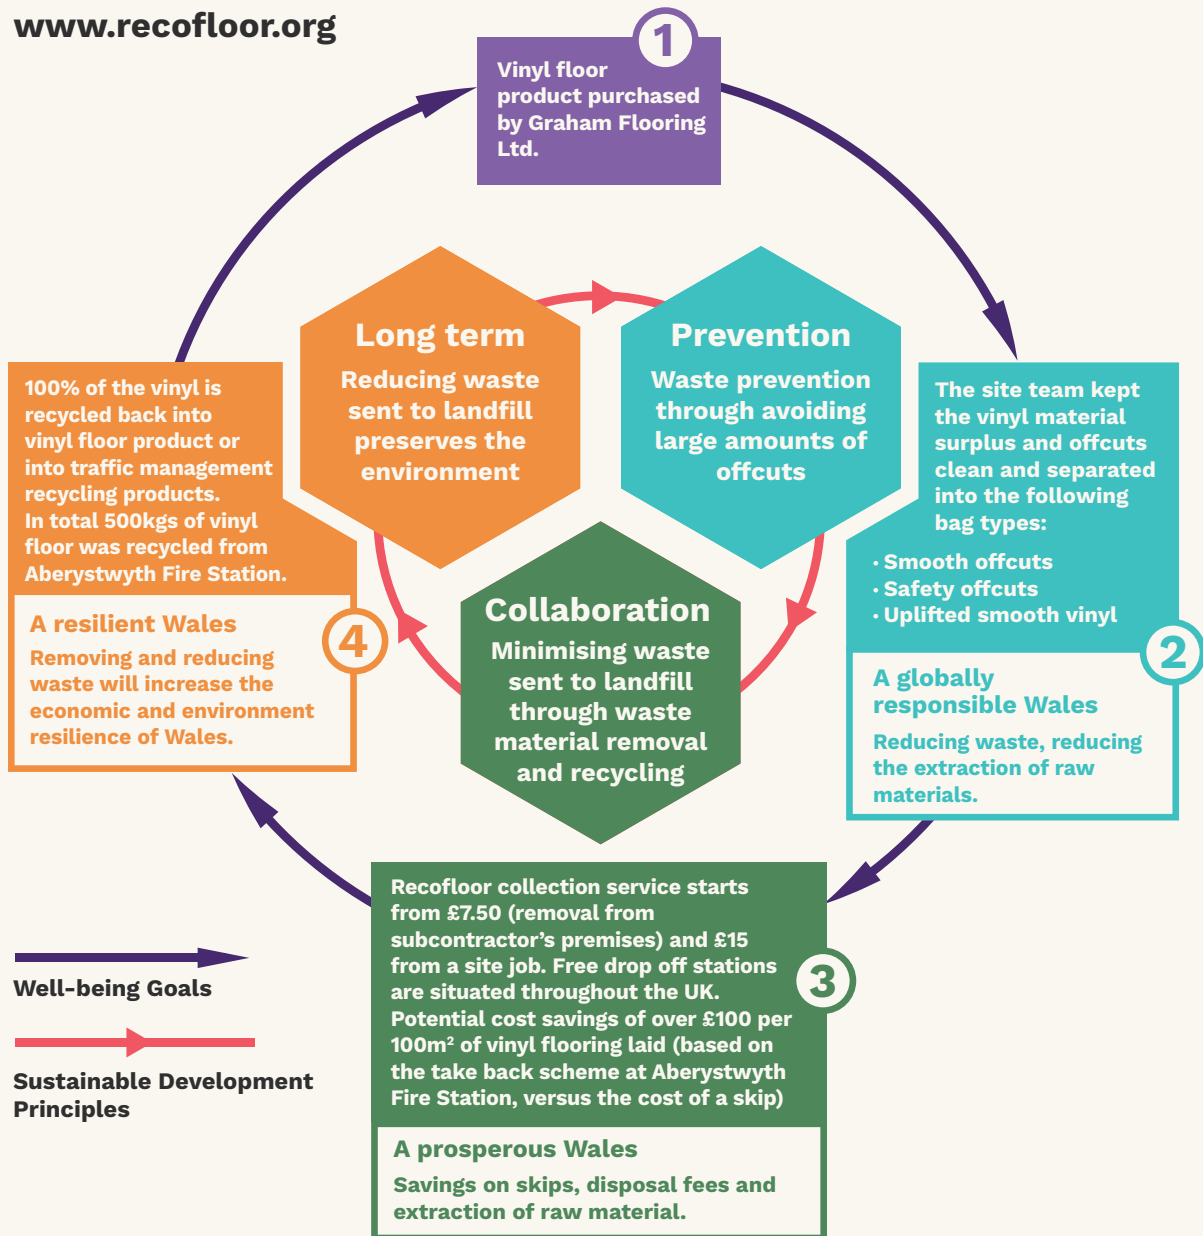 www.recofloor.org
1
Vinyl floor
product purchased
by Graham Flooring
Ltd.
Long term
Reducing waste
sent to landfill
preserves the
environment
Prevention
Waste prevention
through avoiding
large amounts of
offcuts
Collaboration
Minimising waste
sent to landfill
through waste
material removal
and recycling
The site team kept
the vinyl material
surplus and offcuts
clean and separated
into the following
bag types:
· Smooth offcuts
· Safety offcuts
· Uplifted smooth vinyl
2
A globally
responsible Wales
Reducing waste, reducing
the extraction of raw
materials.
Recofloor collection service starts
from £7.50 (removal from
subcontractor’s premises) and £15
from a site job. Free drop off stations
are situated throughout the UK.
Potential cost savings of over £100 per
100m² of vinyl flooring laid (based on
the take back scheme at Aberystwyth
Fire Station, versus the cost of a skip)
3
A prosperous Wales
Savings on skips, disposal fees and
extraction of raw material.
100% of the vinyl is
recycled back into
vinyl floor product or
into traffic management
recycling products.
In total 500kgs of vinyl
floor was recycled from
Aberystwyth Fire Station.
4
A resilient Wales
Removing and reducing
waste will increase the
economic and environment
resilience of Wales.
Well-being Goals
Sustainable Development
Principles